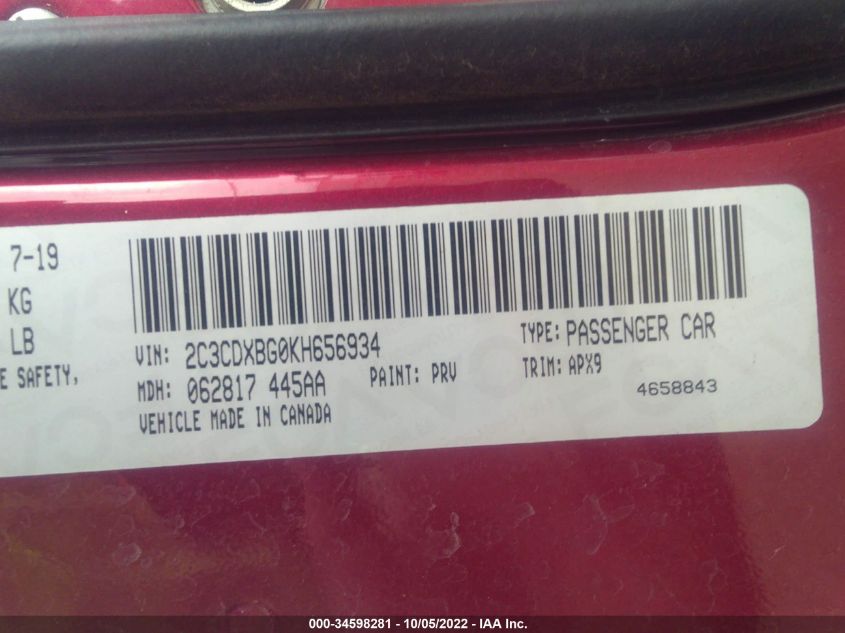 7-19
KG
LB
E SAFETY,
VIN: 2C3CDXBG0KH656934
TYPE: PASSENGER CAR
MDH: 062817 445AA
PAINT: PRV
TRIM: APX9
VEHICLE MADE IN CANADA
4658843
000-34598281 - 10/05/2022 - IAA Inc.